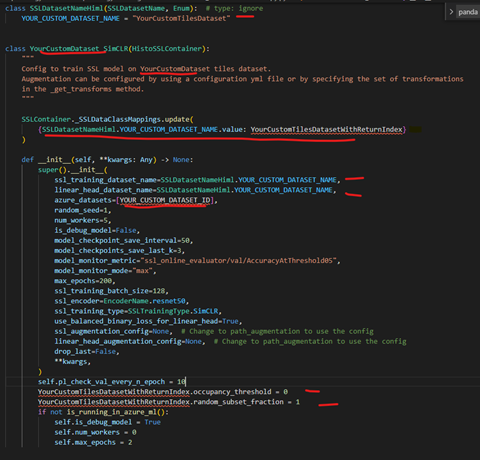 class SSLDatasetNameHiml(SSLDatasetName, Enum):  # type: ignore
    YOUR_CUSTOM_DATASET_NAME = "YourCustomTilesDataset"
> panda
class YourCustomDataset_SimCLR(HistoSSLContainer):
    """
    Config to train SSL model on YourCustomDataset tiles dataset.
    Augmentation can be configured by using a configuration yml file or by specifying the set of transformations
    in the _get_transforms method.
    """
    SSLContainer._SSLDataClassMappings.update(
        {SSLDatasetNameHiml.YOUR_CUSTOM_DATASET_NAME.value: YourCustomTilesDatasetWithReturnIndex}
    )
    def __init__(self, **kwargs: Any) -> None:
        super().__init__(
            ssl_training_dataset_name=SSLDatasetNameHiml.YOUR_CUSTOM_DATASET_NAME,
            linear_head_dataset_name=SSLDatasetNameHiml.YOUR_CUSTOM_DATASET_NAME,
            azure_datasets=[YOUR_CUSTOM_DATASET_ID],
            random_seed=1,
            num_workers=5,
            is_debug_model=False,
            model_checkpoint_save_interval=50,
            model_checkpoints_save_last_k=3,
            model_monitor_metric="ssl_online_evaluator/val/AccuracyAtThreshold05",
            model_monitor_mode="max",
            max_epochs=200,
            ssl_training_batch_size=128,
            ssl_encoder=EncoderName.resnet50,
            ssl_training_type=SSLTrainingType.SimCLR,
            use_balanced_binary_loss_for_linear_head=True,
            ssl_augmentation_config=None,  # Change to path_augmentation to use the config
            linear_head_augmentation_config=None,  # Change to path_augmentation to use the config
            drop_last=False,
            **kwargs,
        )
        self.pl_check_val_every_n_epoch = 10
        YourCustomTilesDatasetWithReturnIndex.occupancy_threshold = 0
        YourCustomTilesDatasetWithReturnIndex.random_subset_fraction = 1
        if not is_running_in_azure_ml():
            self.is_debug_model = True
            self.num_workers = 0
            self.max_epochs = 2